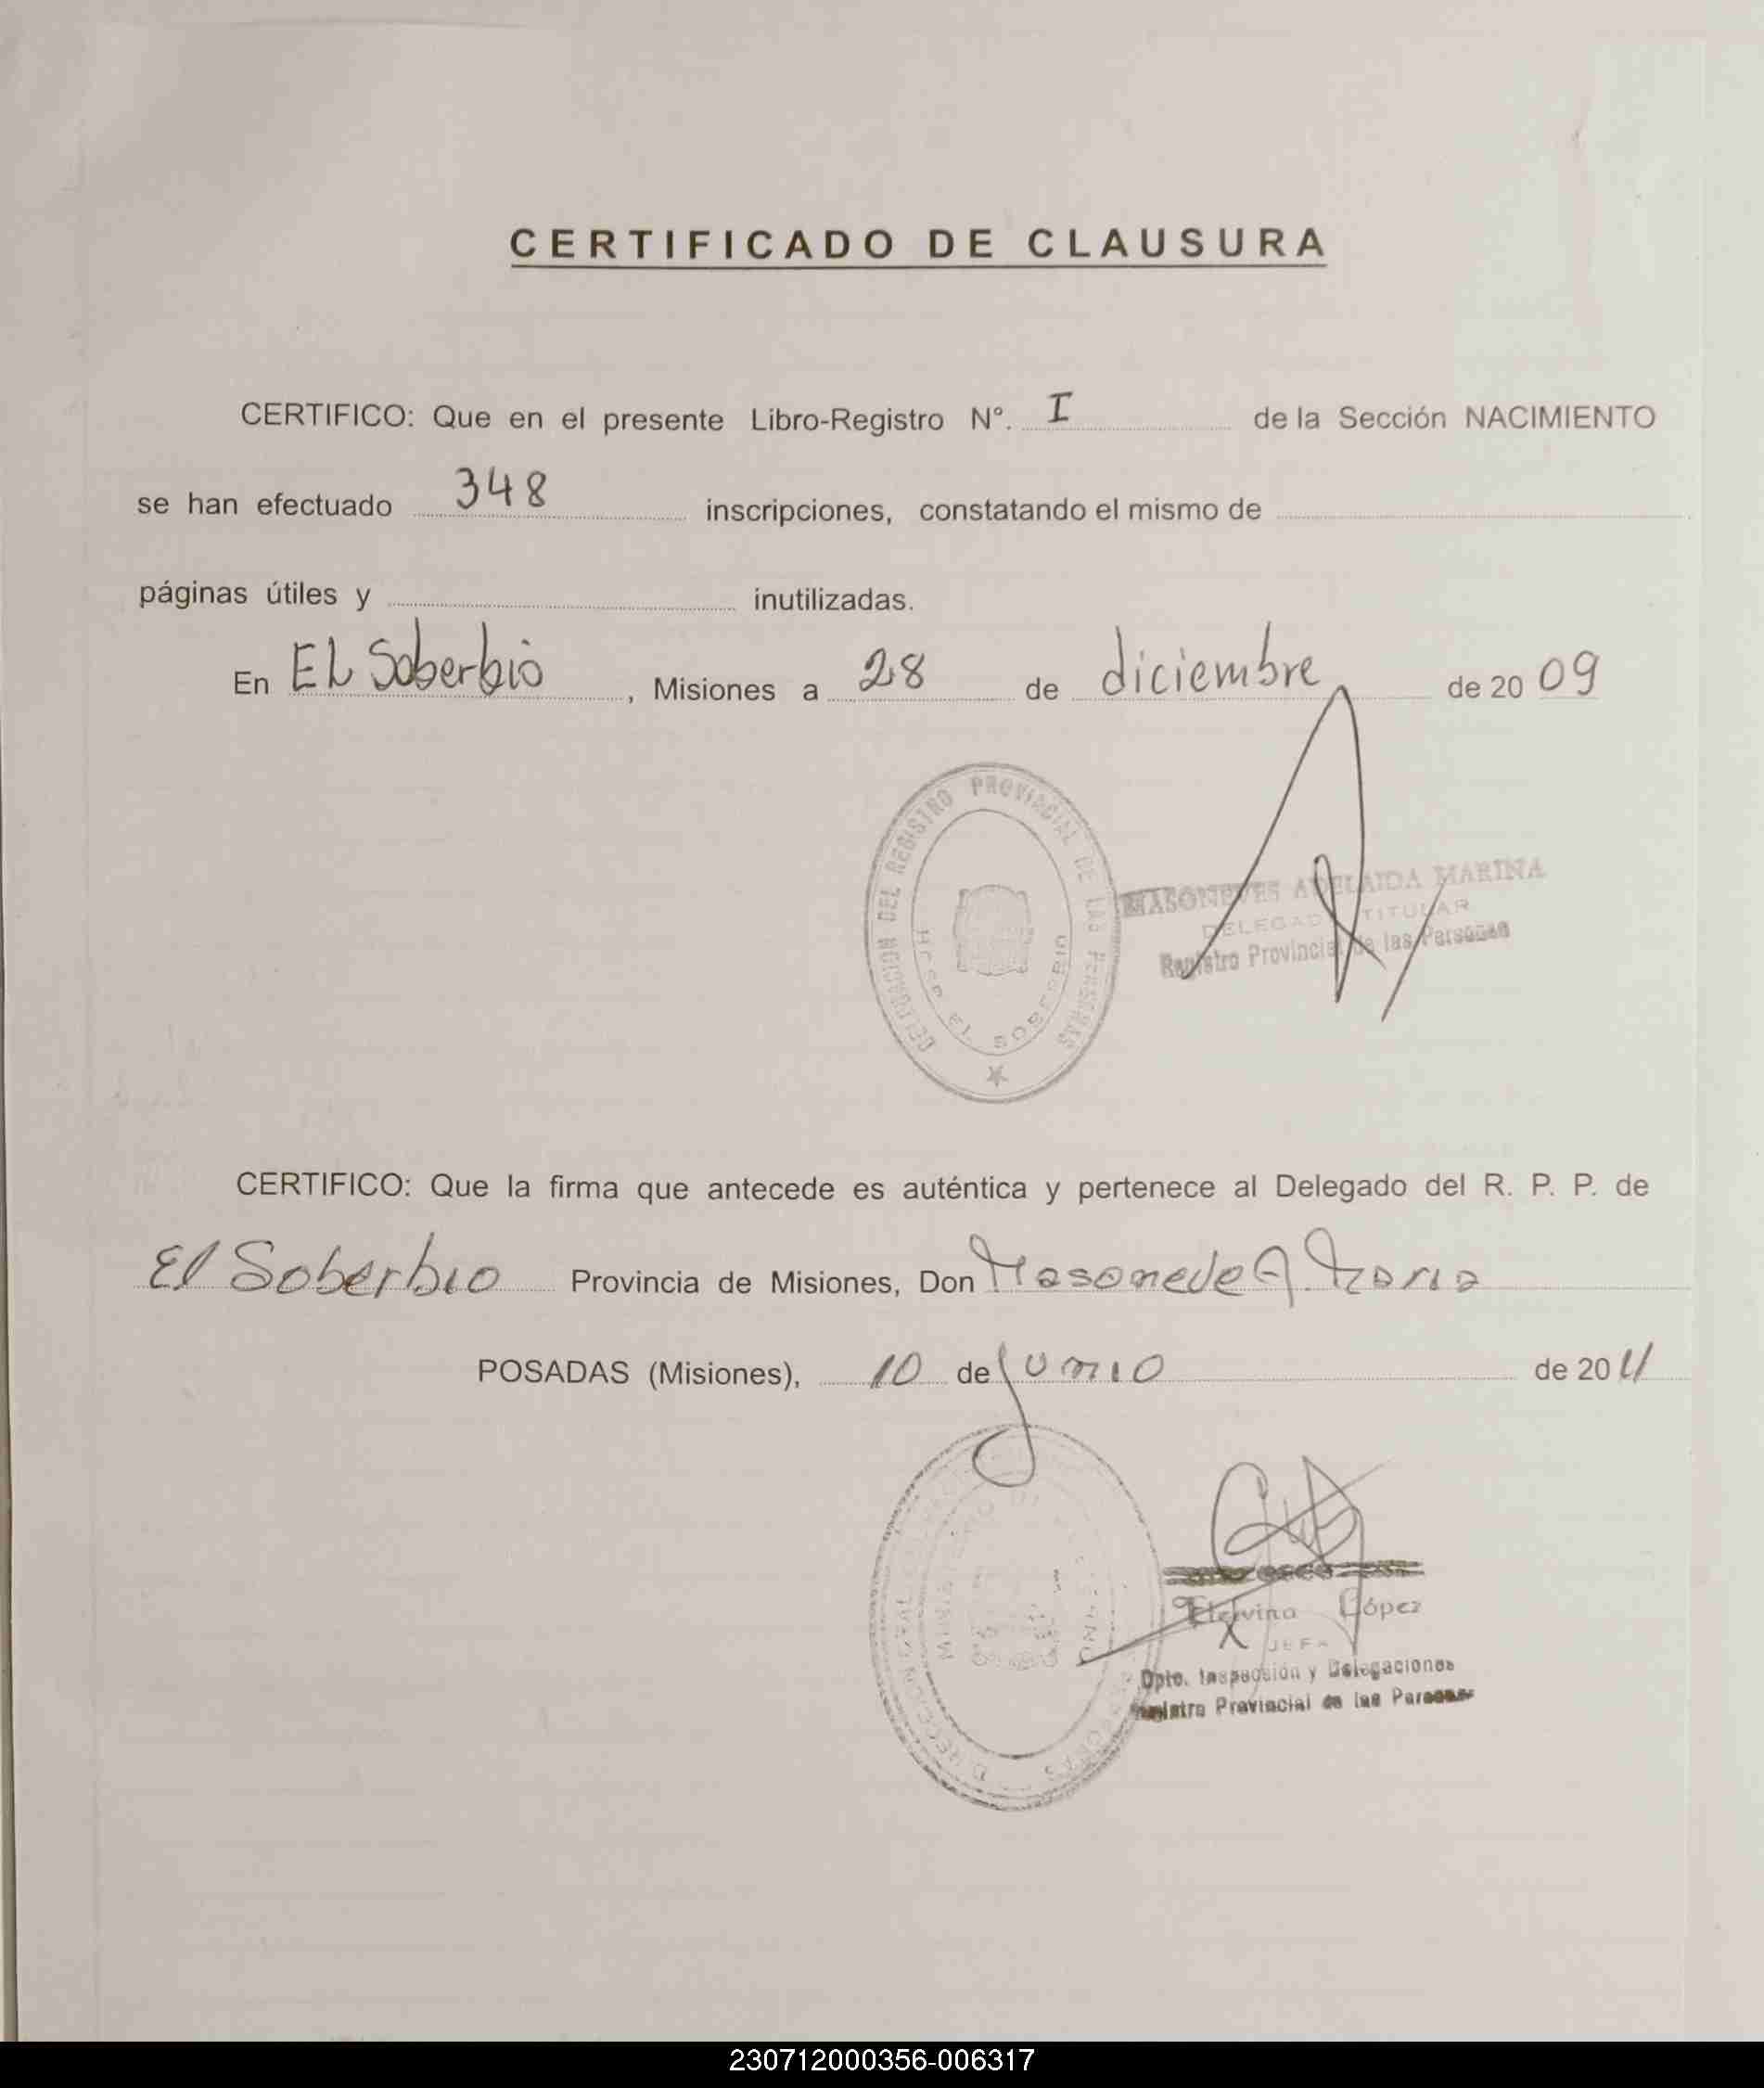 CERTIFICADO DE CLAUSURA
CERTIFICO: Que en el presente Libro-Registro N°. I de la Sección NACIMIENTO
se han efectuado 348 inscripciones, constatando el mismo de
páginas útiles y inutilizadas.
En EL Soberbio, Misiones a 28 de diciembre de 2009
DELEGACION DEL REGISTRO PROVINCIAL DE LAS PERSONAS
EL SOBERBIO
ADELAIDA MARINA
TITULAR
Registro Provincial de las Personas
CERTIFICO: Que la firma que antecede es auténtica y pertenece al Delegado del R. P. P. de
El Soberbio Provincia de Misiones, Don
POSADAS (Misiones), 10 de Junio de 2011
López
JEFA
Dpto. Inspección y Delegaciones
Registro Provincial de las Personas
230712000356-006317